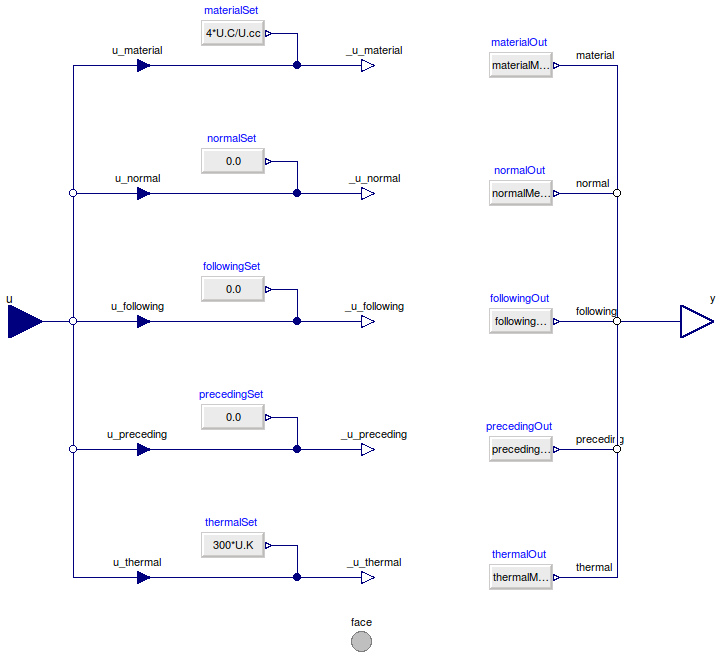 materialSet
4*U.C/U.cc
u_material
_u_material
materialOut
materialM...
material
normalSet
0.0
u_normal
_u_normal
normalOut
normalMe...
normal
followingSet
0.0
u
u_following
_u_following
followingOut
following...
following
y
precedingSet
0.0
u_preceding
_u_preceding
precedingOut
preceding...
preceding
thermalSet
300*U.K
u_thermal
_u_thermal
thermalOut
thermalM...
thermal
face